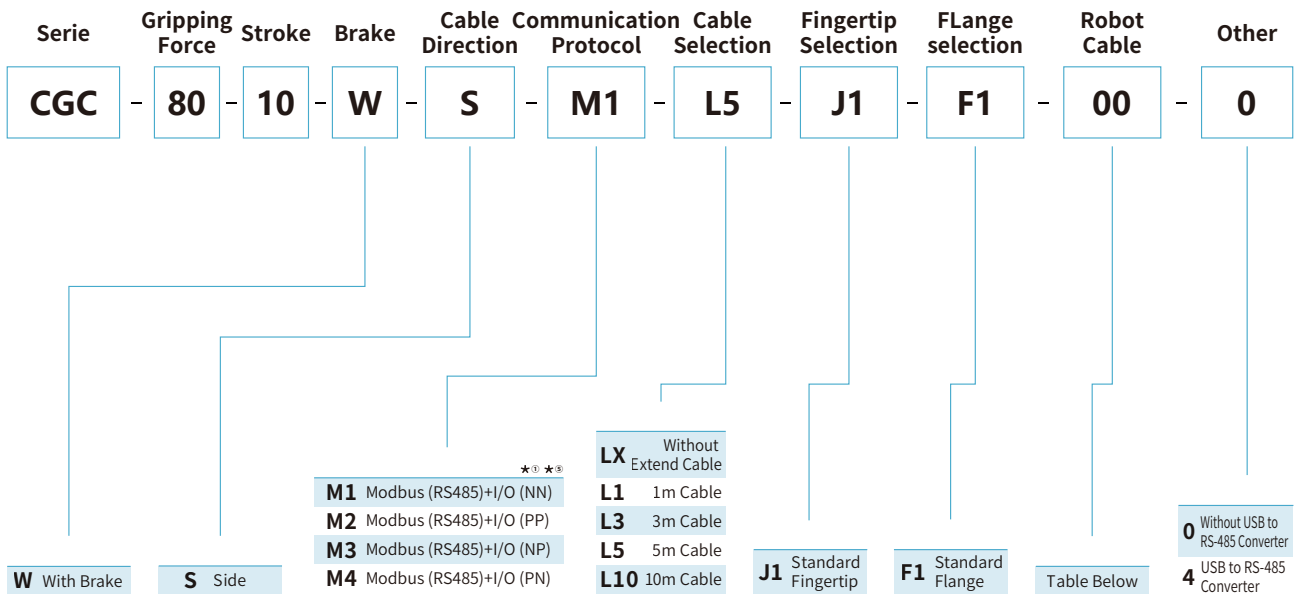 Serie
Gripping
Force
Stroke
Brake
Cable
Direction
Communication
Protocol
Cable
Selection
Fingertip
Selection
FLange
selection
Robot
Cable
Other
CGC - 80 - 10 - W - S - M1 - L5 - J1 - F1 - 00 - 0
W With Brake
S Side
★① ★⑤
M1 Modbus (RS485)+I/O (NN)
M2 Modbus (RS485)+I/O (PP)
M3 Modbus (RS485)+I/O (NP)
M4 Modbus (RS485)+I/O (PN)
LX Without
Extend Cable
L1 1m Cable
L3 3m Cable
L5 5m Cable
L10 10m Cable
J1 Standard
Fingertip
F1 Standard
Flange
Table Below
0 Without USB to
RS-485 Converter
4 USB to RS-485
Converter